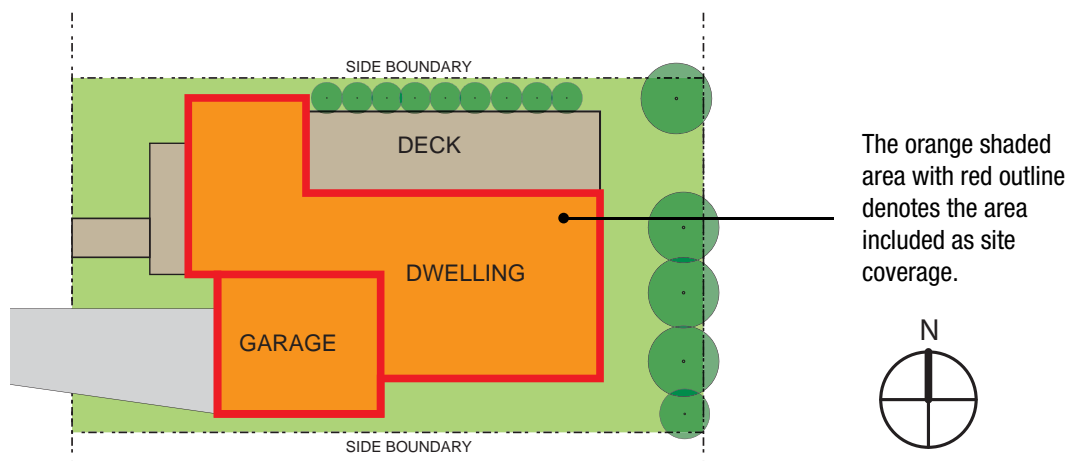 SIDE BOUNDARY
DECK
DWELLING
GARAGE
SIDE BOUNDARY
The orange shaded
area with red outline
denotes the area
included as site
coverage.
N